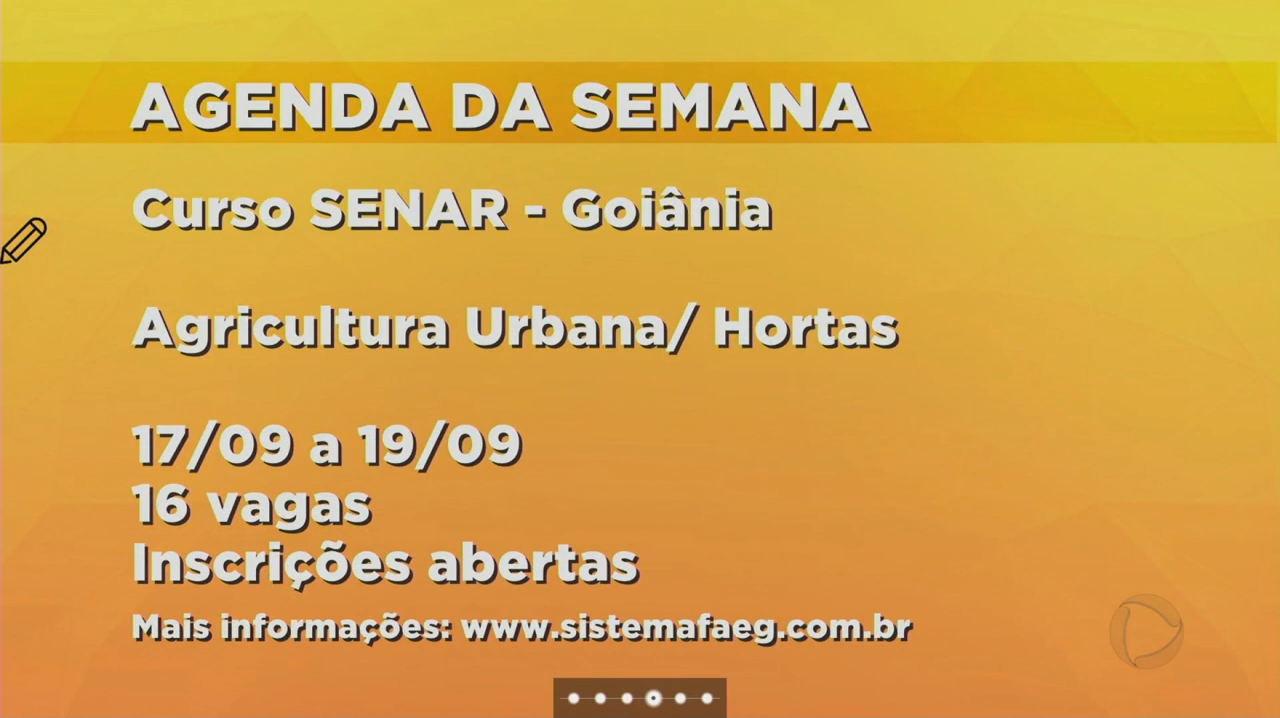 AGENDA DA SEMANA
Curso SENAR - Goiânia
Agricultura Urbana/ Hortas
17/09 a 19/09
16 vagas
Inscrições abertas
Mais informações: www.sistemafaeg.com.br